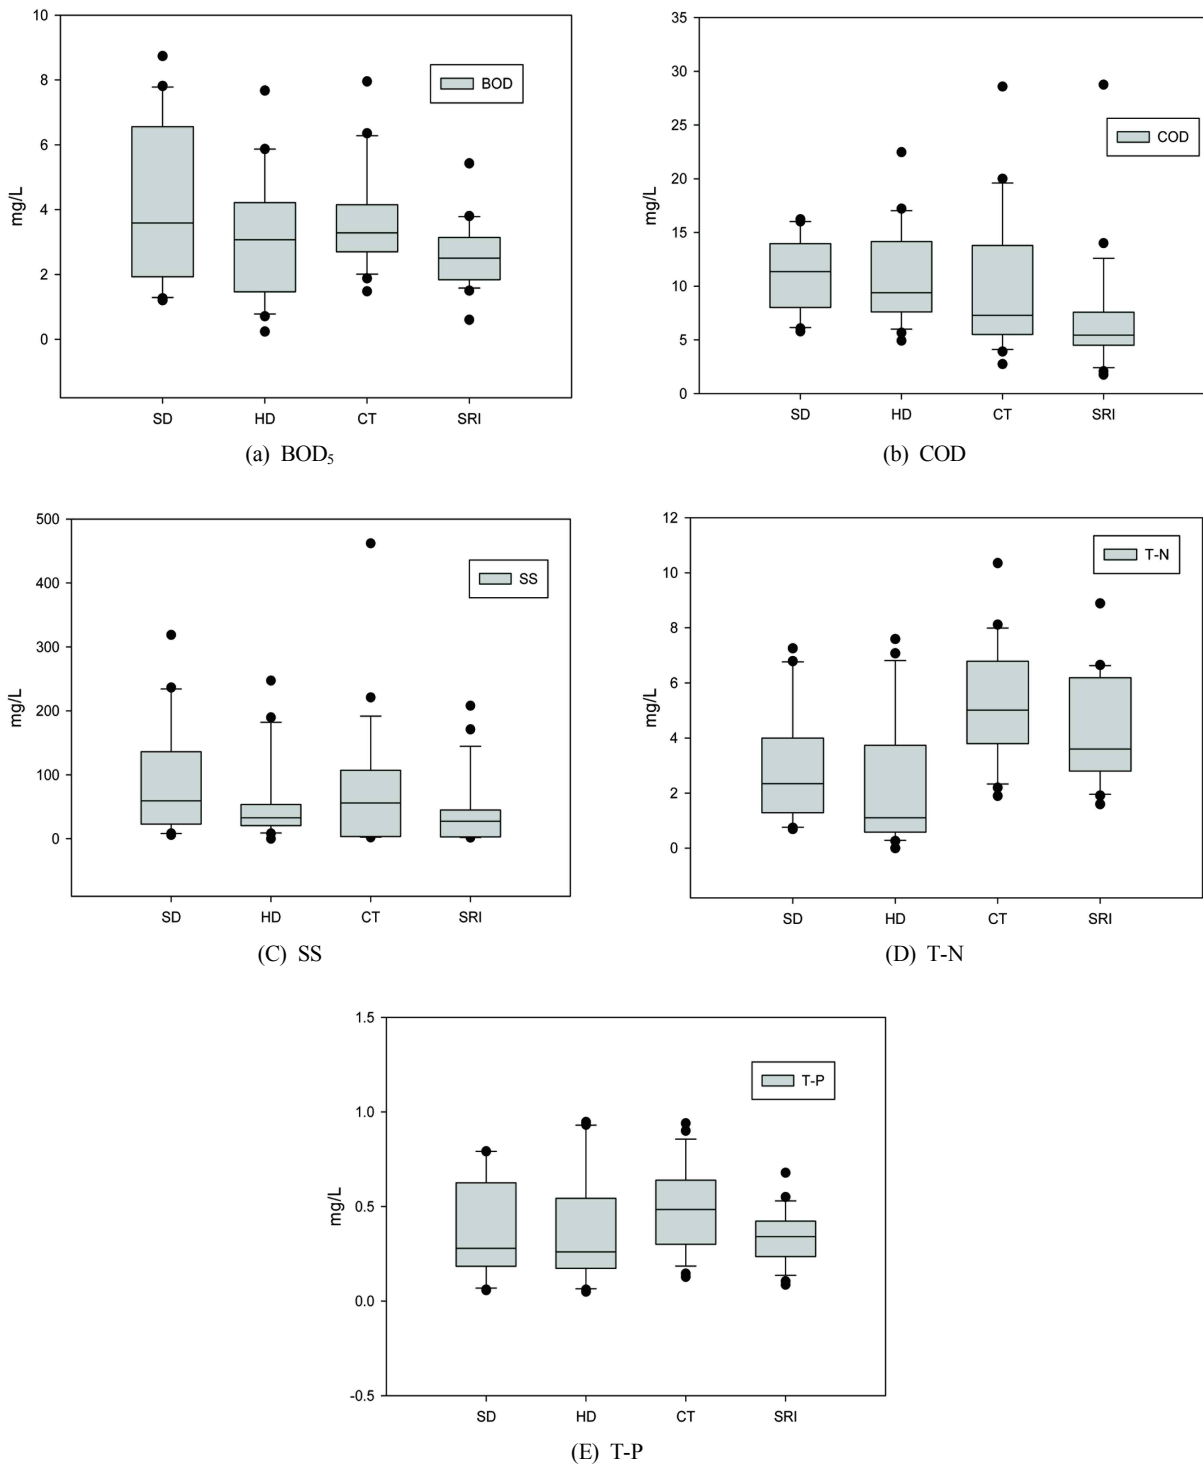 10
8
6
4
2
0
mg/L
BOD
SD HD CT SRI
(a) BOD₅
35
30
25
20
15
10
5
0
mg/L
COD
SD HD CT SRI
(b) COD
500
400
300
200
100
0
mg/L
SS
SD HD CT SRI
(C) SS
12
10
8
6
4
2
0
mg/L
T-N
SD HD CT SRI
(D) T-N
1.5
1.0
0.5
0.0
-0.5
mg/L
T-P
SD HD CT SRI
(E) T-P